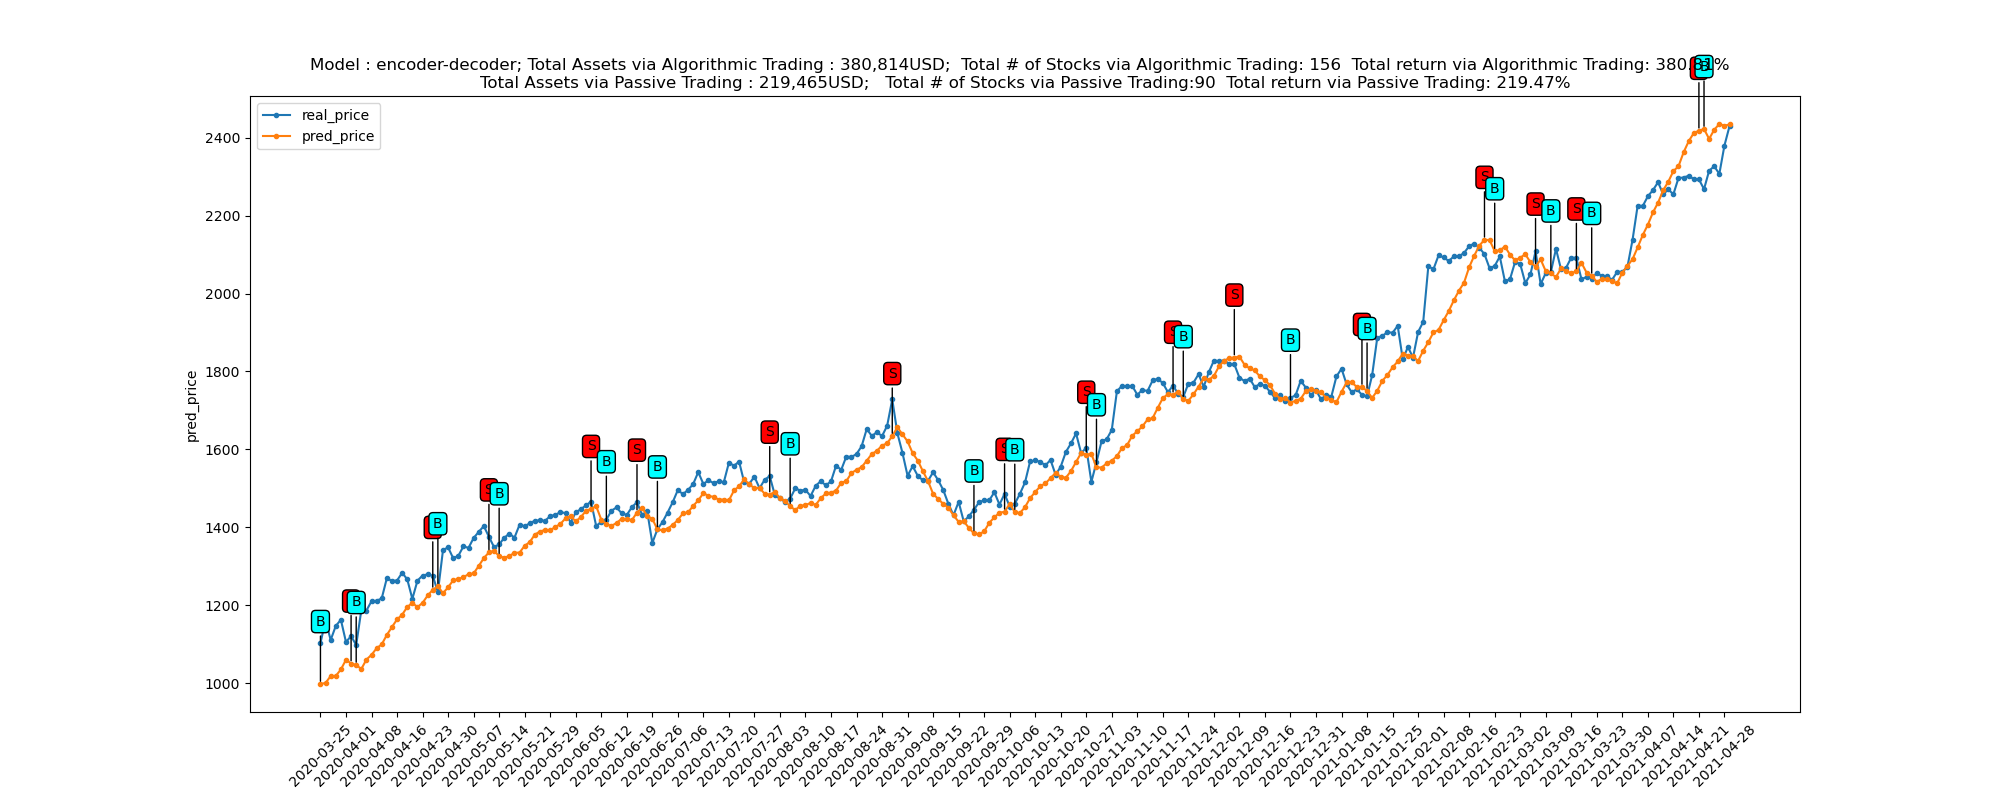 Model : encoder-decoder; Total Assets via Algorithmic Trading : 380,814USD;  Total # of Stocks via Algorithmic Trading: 156  Total return via Algorithmic Trading: 380.81%
Total Assets via Passive Trading : 219,465USD;   Total # of Stocks via Passive Trading:90  Total return via Passive Trading: 219.47%
real_price
pred_price
2400
2200
2000
1800
1600
1400
1200
1000
pred_price
B
B
B
S
B
S
B
S
B
S
B
S
B
S
B
S
B
S
B
S
B
B
S
B
S
B
S
B
B
2020-03-25
2020-04-01
2020-04-08
2020-04-16
2020-04-23
2020-04-30
2020-05-07
2020-05-14
2020-05-21
2020-05-29
2020-06-05
2020-06-12
2020-06-19
2020-06-26
2020-07-06
2020-07-13
2020-07-20
2020-07-27
2020-08-03
2020-08-10
2020-08-17
2020-08-24
2020-08-31
2020-09-08
2020-09-15
2020-09-22
2020-09-29
2020-10-06
2020-10-13
2020-10-20
2020-10-27
2020-11-03
2020-11-10
2020-11-17
2020-11-24
2020-12-02
2020-12-09
2020-12-16
2020-12-23
2020-12-31
2021-01-08
2021-01-15
2021-01-25
2021-02-01
2021-02-08
2021-02-16
2021-02-23
2021-03-02
2021-03-09
2021-03-16
2021-03-23
2021-03-30
2021-04-07
2021-04-14
2021-04-21
2021-04-28